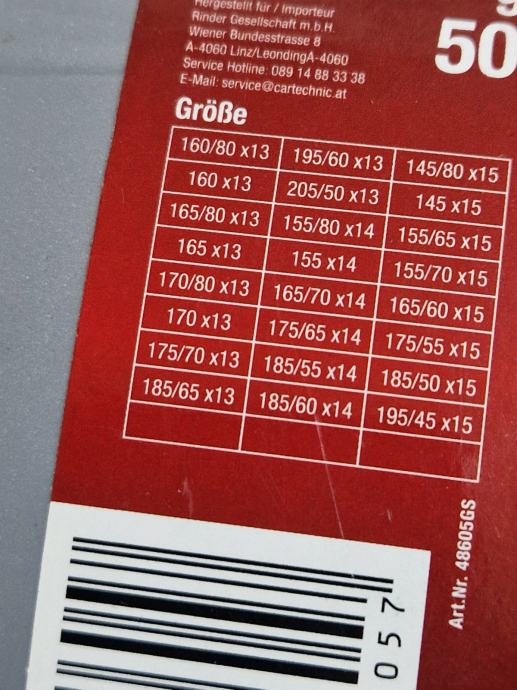 Hergestellt für / Importeur
Rinder Gesellschaft m.b.H.
Wiener Bundesstrasse 8
A-4060 Linz/LeondingA-4060
Service Hotline: 089 14 88 33 38
E-Mail: service@cartechnic.at
50
Größe
160/80 x13 195/60 x13 145/80 x15
160 x13 205/50 x13 145 x15
165/80 x13 155/80 x14 155/65 x15
165 x13 155 x14 155/70 x15
170/80 x13 165/70 x14 165/60 x15
170 x13 175/65 x14 175/55 x15
175/70 x13 185/55 x14 185/50 x15
185/65 x13 185/60 x14 195/45 x15
Art.Nr. 48605GS
057